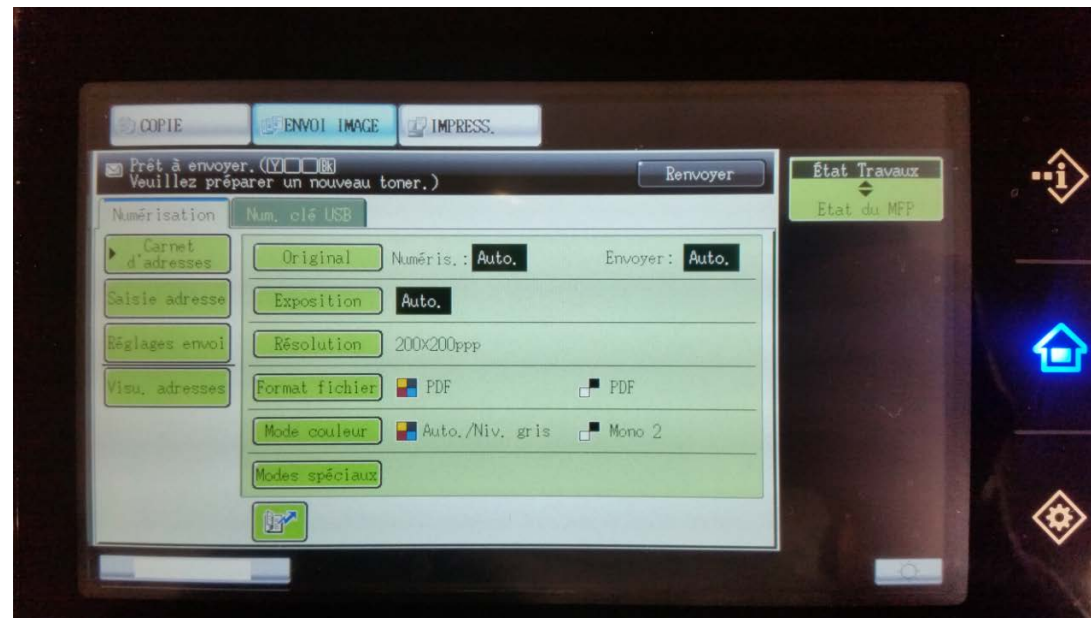 COPIE
ENVOI IMAGE
IMPRESS.
Prêt à envoyer. (Y Bk
Veuillez préparer un nouveau toner.)
Renvoyer
État Travaux
Etat du MFP
Numérisation
Num. clé USB
Carnet d'adresses
Original Numéris.: Auto. Envoyer: Auto.
Saisie adresse
Exposition Auto.
Réglages envoi
Résolution 200X200ppp
Visu. adresses
Format fichier PDF PDF
Mode couleur Auto./Niv. gris Mono 2
Modes spéciaux